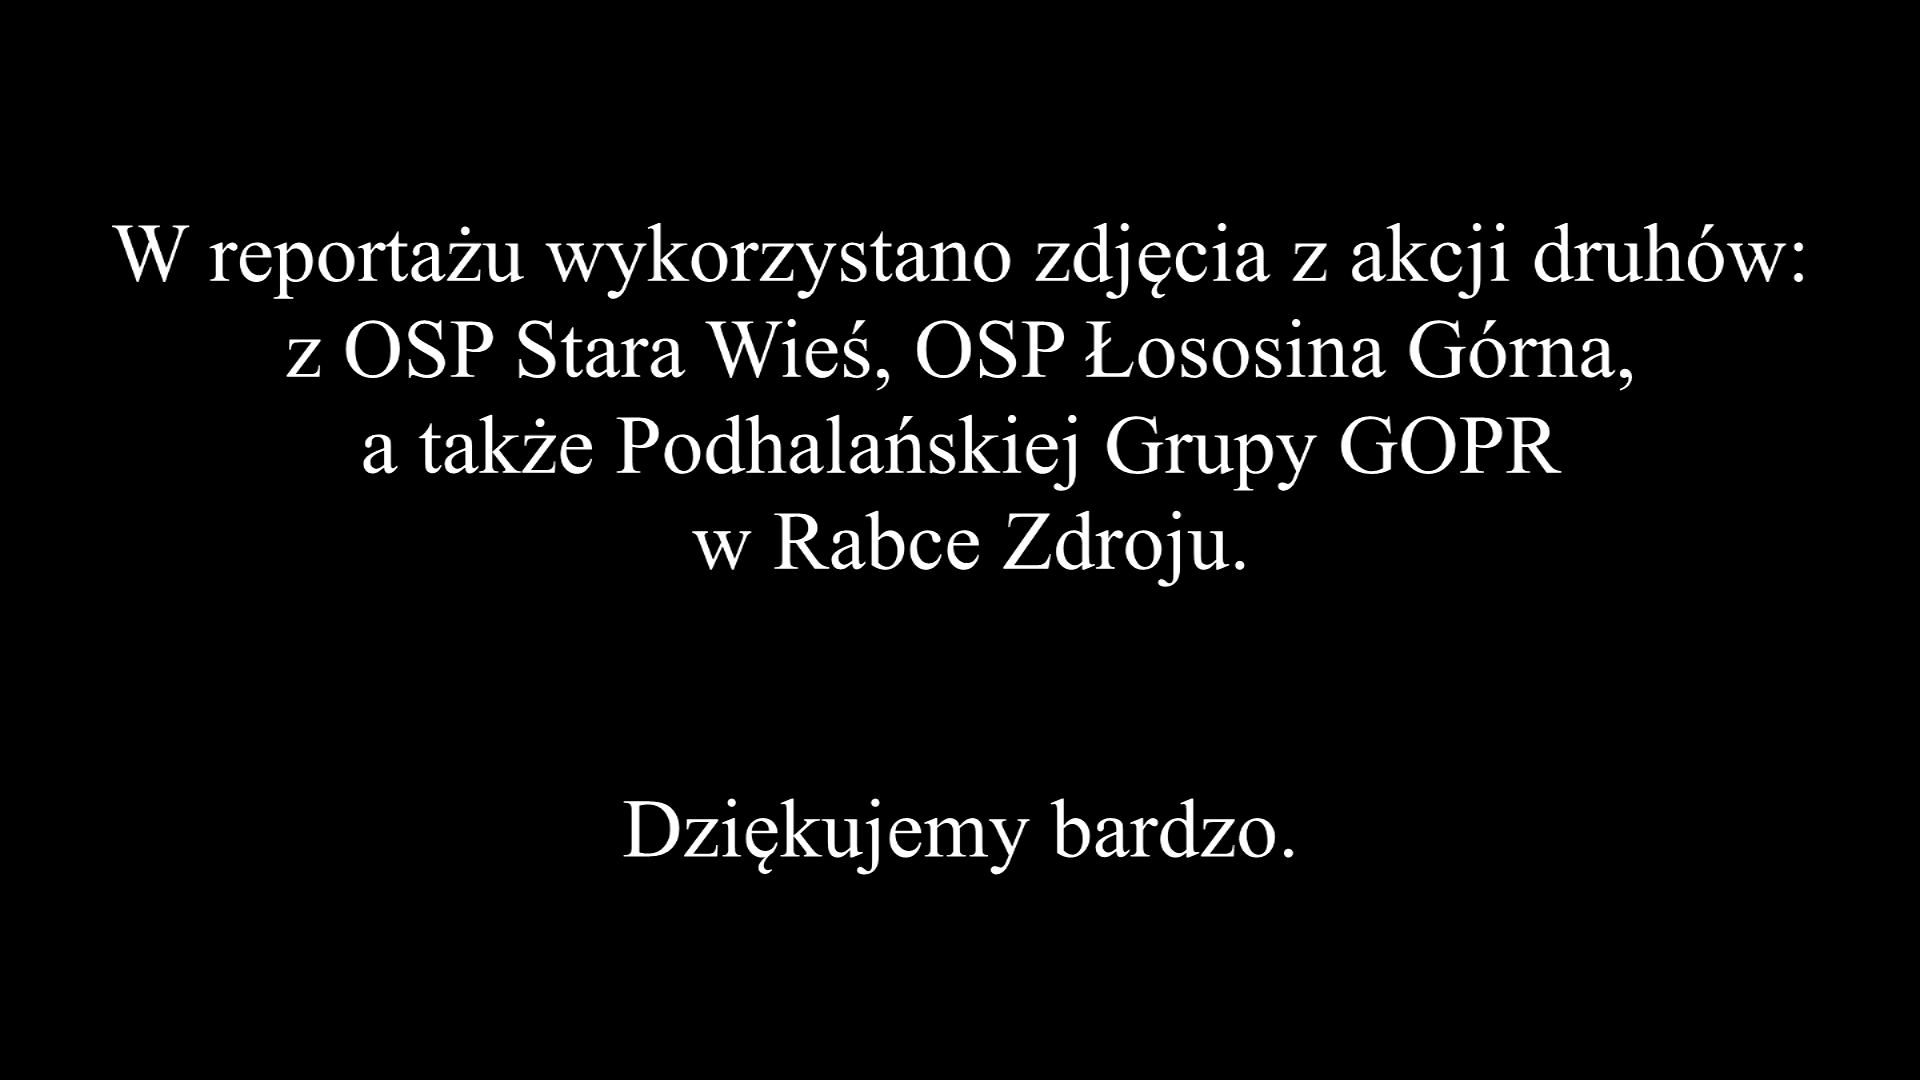 W reportażu wykorzystano zdjęcia z akcji druhów:
z OSP Stara Wieś, OSP Łososina Górna,
a także Podhalańskiej Grupy GOPR
w Rabce Zdroju.
Dziękujemy bardzo.